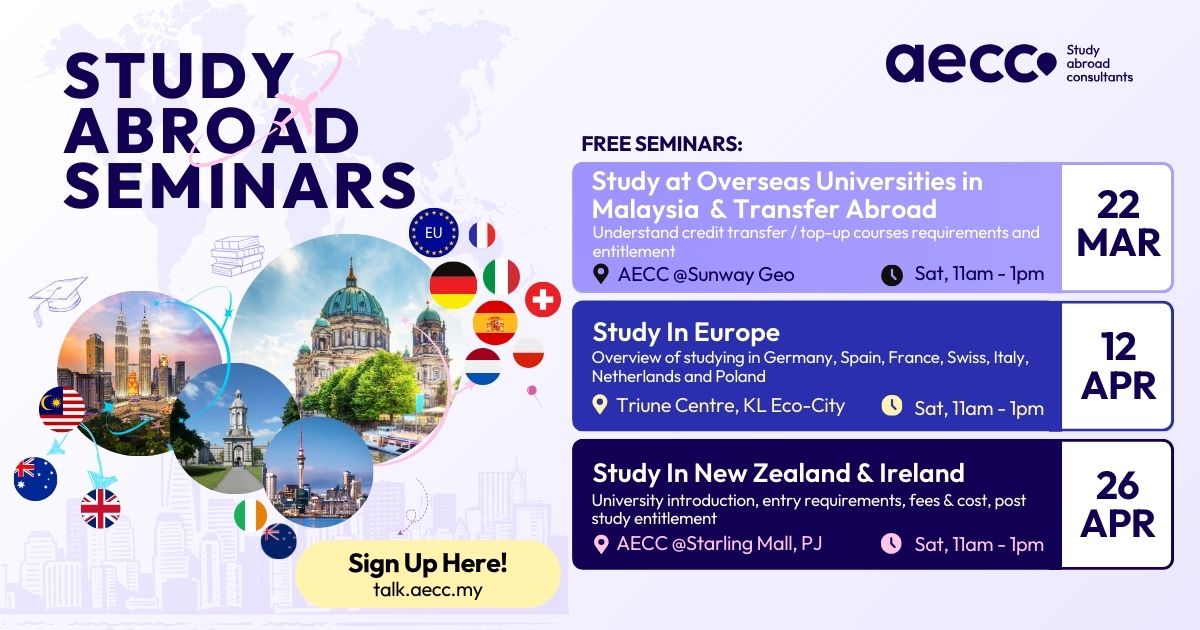 STUDY
ABROAD
SEMINARS
EU
Sign Up Here!
talk.aecc.my
aecc
Study
abroad
consultants
FREE SEMINARS:
Study at Overseas Universities in
Malaysia & Transfer Abroad
Understand credit transfer / top-up courses requirements and
entitlement
AECC @Sunway Geo
Sat, 11am - 1pm
22
MAR
Study In Europe
Overview of studying in Germany, Spain, France, Swiss, Italy,
Netherlands and Poland
Triune Centre, KL Eco-City
Sat, 11am - 1pm
12
APR
Study In New Zealand & Ireland
University introduction, entry requirements, fees & cost, post
study entitlement
AECC @Starling Mall, PJ
Sat, 11am - 1pm
26
APR